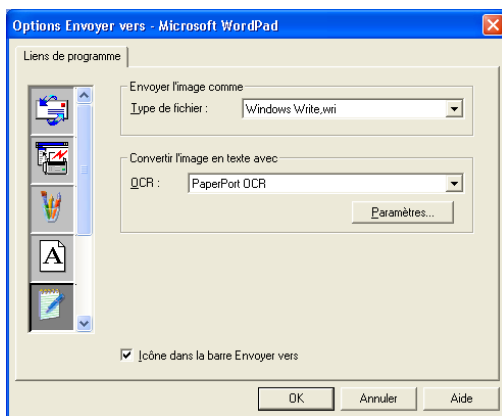 Options Envoyer vers - Microsoft WordPad
Liens de programme
Envoyer l'image comme
Type de fichier :
Windows Write,wri
Convertir l'image en texte avec
OCR :
PaperPort OCR
Paramètres...
A
Icône dans la barre Envoyer vers
OK
Annuler
Aide